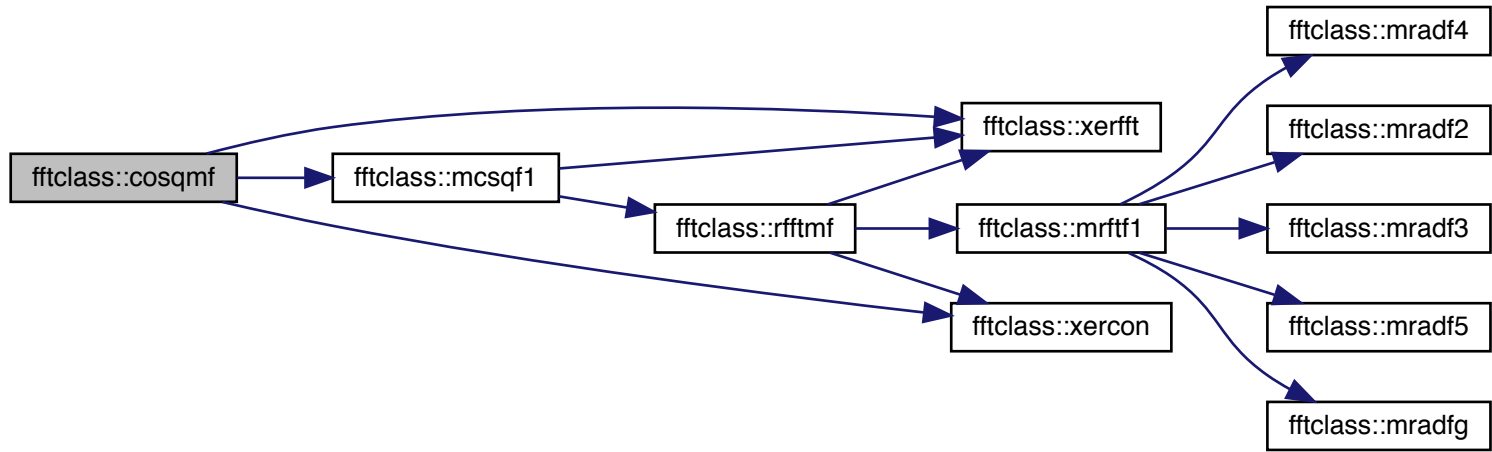 fftclass::cosqmf
fftclass::mcsqf1
fftclass::rfftmf
fftclass::xerfft
fftclass::mrftf1
fftclass::xercon
fftclass::mradf4
fftclass::mradf2
fftclass::mradf3
fftclass::mradf5
fftclass::mradfg